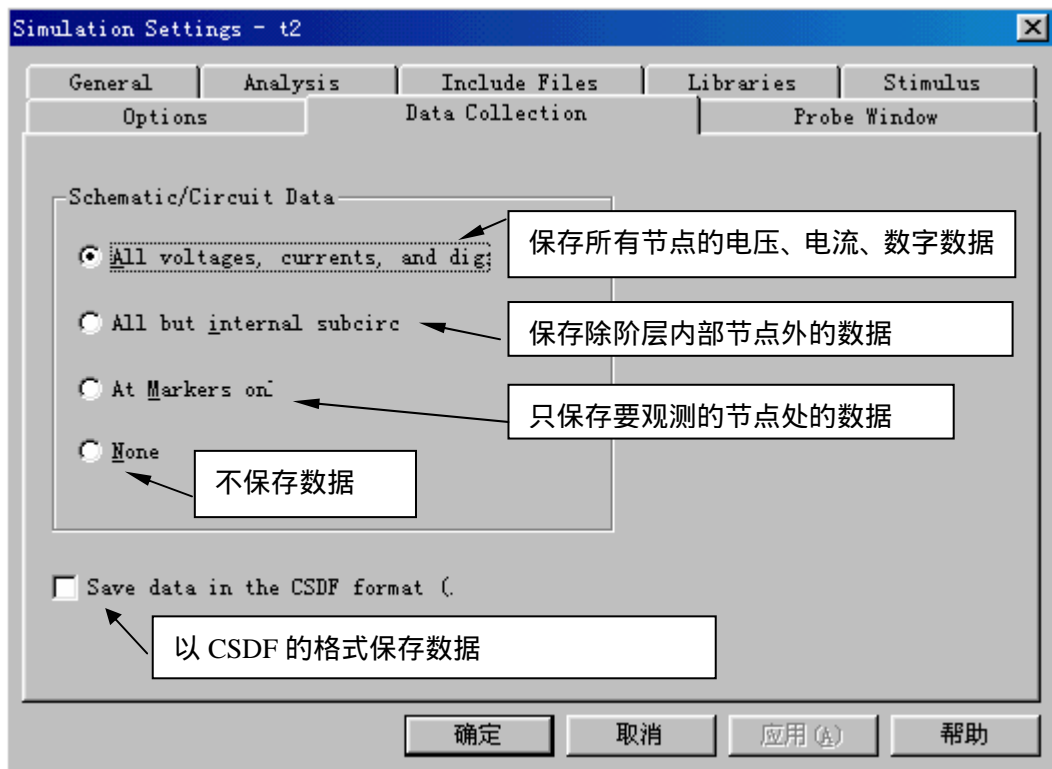 Simulation Settings - t2
General Analysis Include Files Libraries Stimulus
Options Data Collection Probe Window
Schematic/Circuit Data
All voltages, currents, and dig
保存所有节点的电压、电流、数字数据
All but internal subcirc
保存除阶层内部节点外的数据
At Markers on
只保存要观测的节点处的数据
None
不保存数据
Save data in the CSDF format (.
以 CSDF 的格式保存数据
确定 取消 应用(A) 帮助